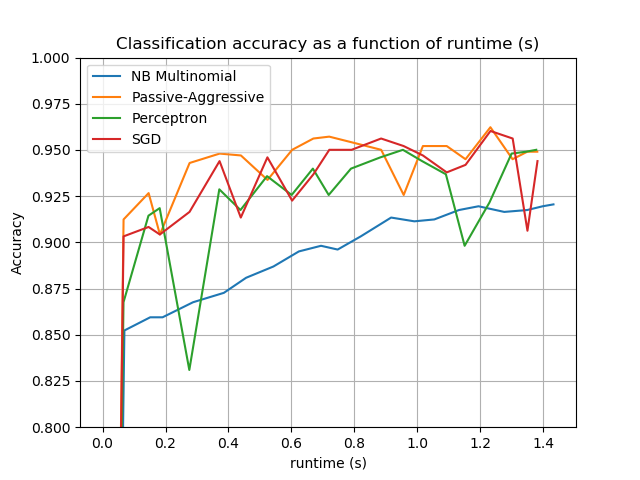 Classification accuracy as a function of runtime (s)
1.000
0.975
0.950
0.925
0.900
0.875
0.850
0.825
0.800
Accuracy
NB Multinomial
Passive-Aggressive
Perceptron
SGD
0.0 0.2 0.4 0.6 0.8 1.0 1.2 1.4
runtime (s)